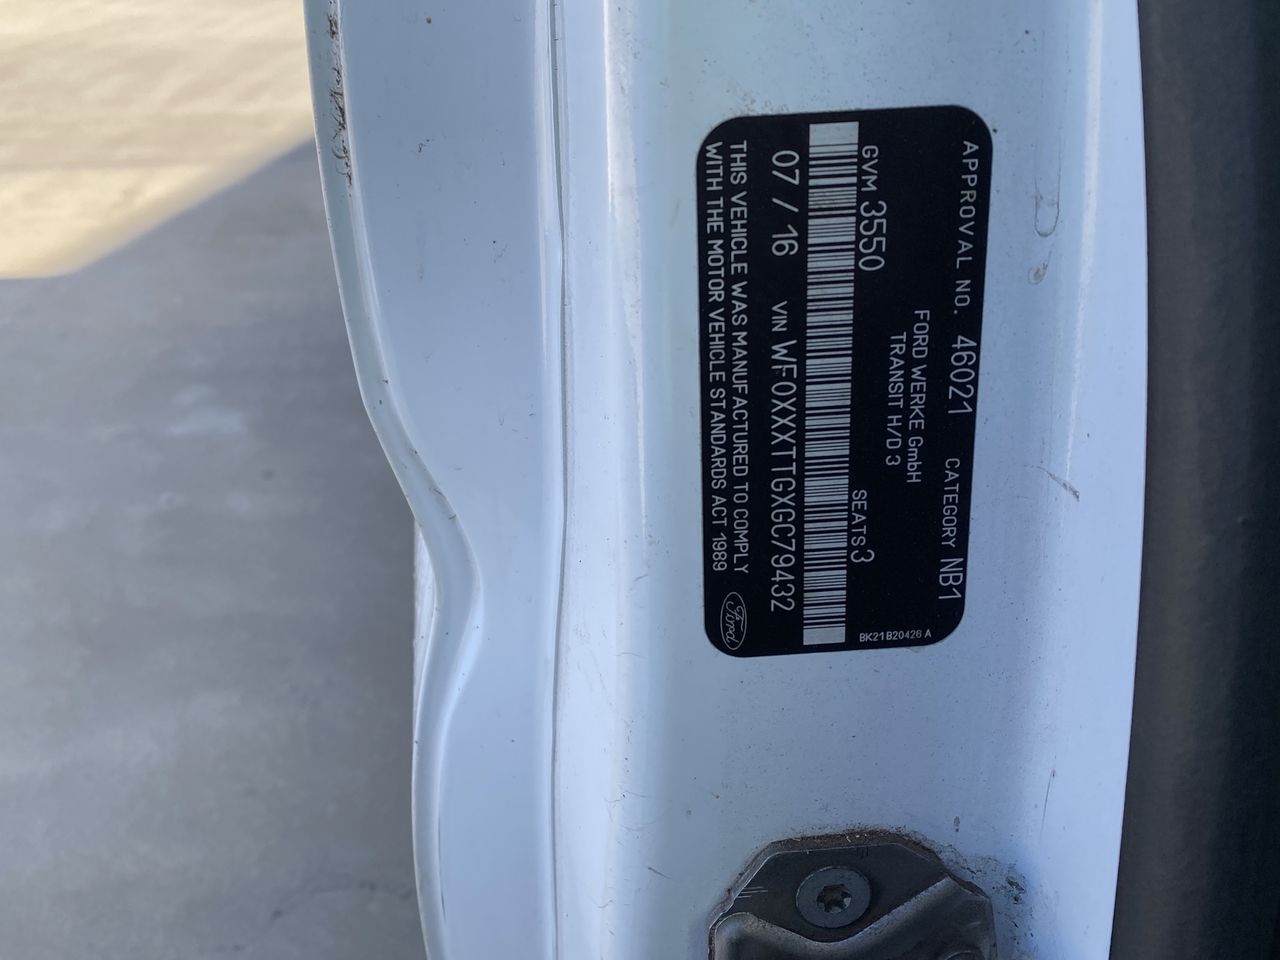 APPROVAL NO. 46021 CATEGORY NB1
FORD WERKE GmbH
TRANSIT H/D 3
GVM 3550 SEATS 3
07 / 16 VIN WF0XXXTTGXGC79432
THIS VEHICLE WAS MANUFACTURED TO COMPLY
WITH THE MOTOR VEHICLE STANDARDS ACT 1989
BK21B20426 A
Ford